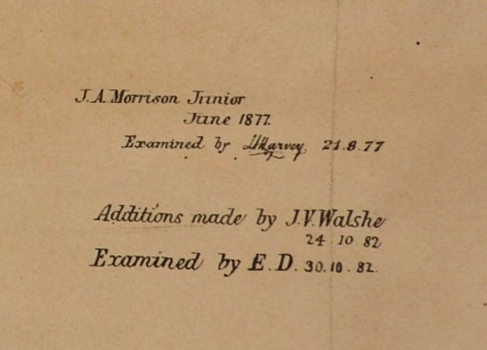 J.A. Morrison Junior
June 1877.
Examined by Harvey 21.8.77
Additions made by J.V. Walshe
24 10 82
Examined by E.D. 30.10.82.